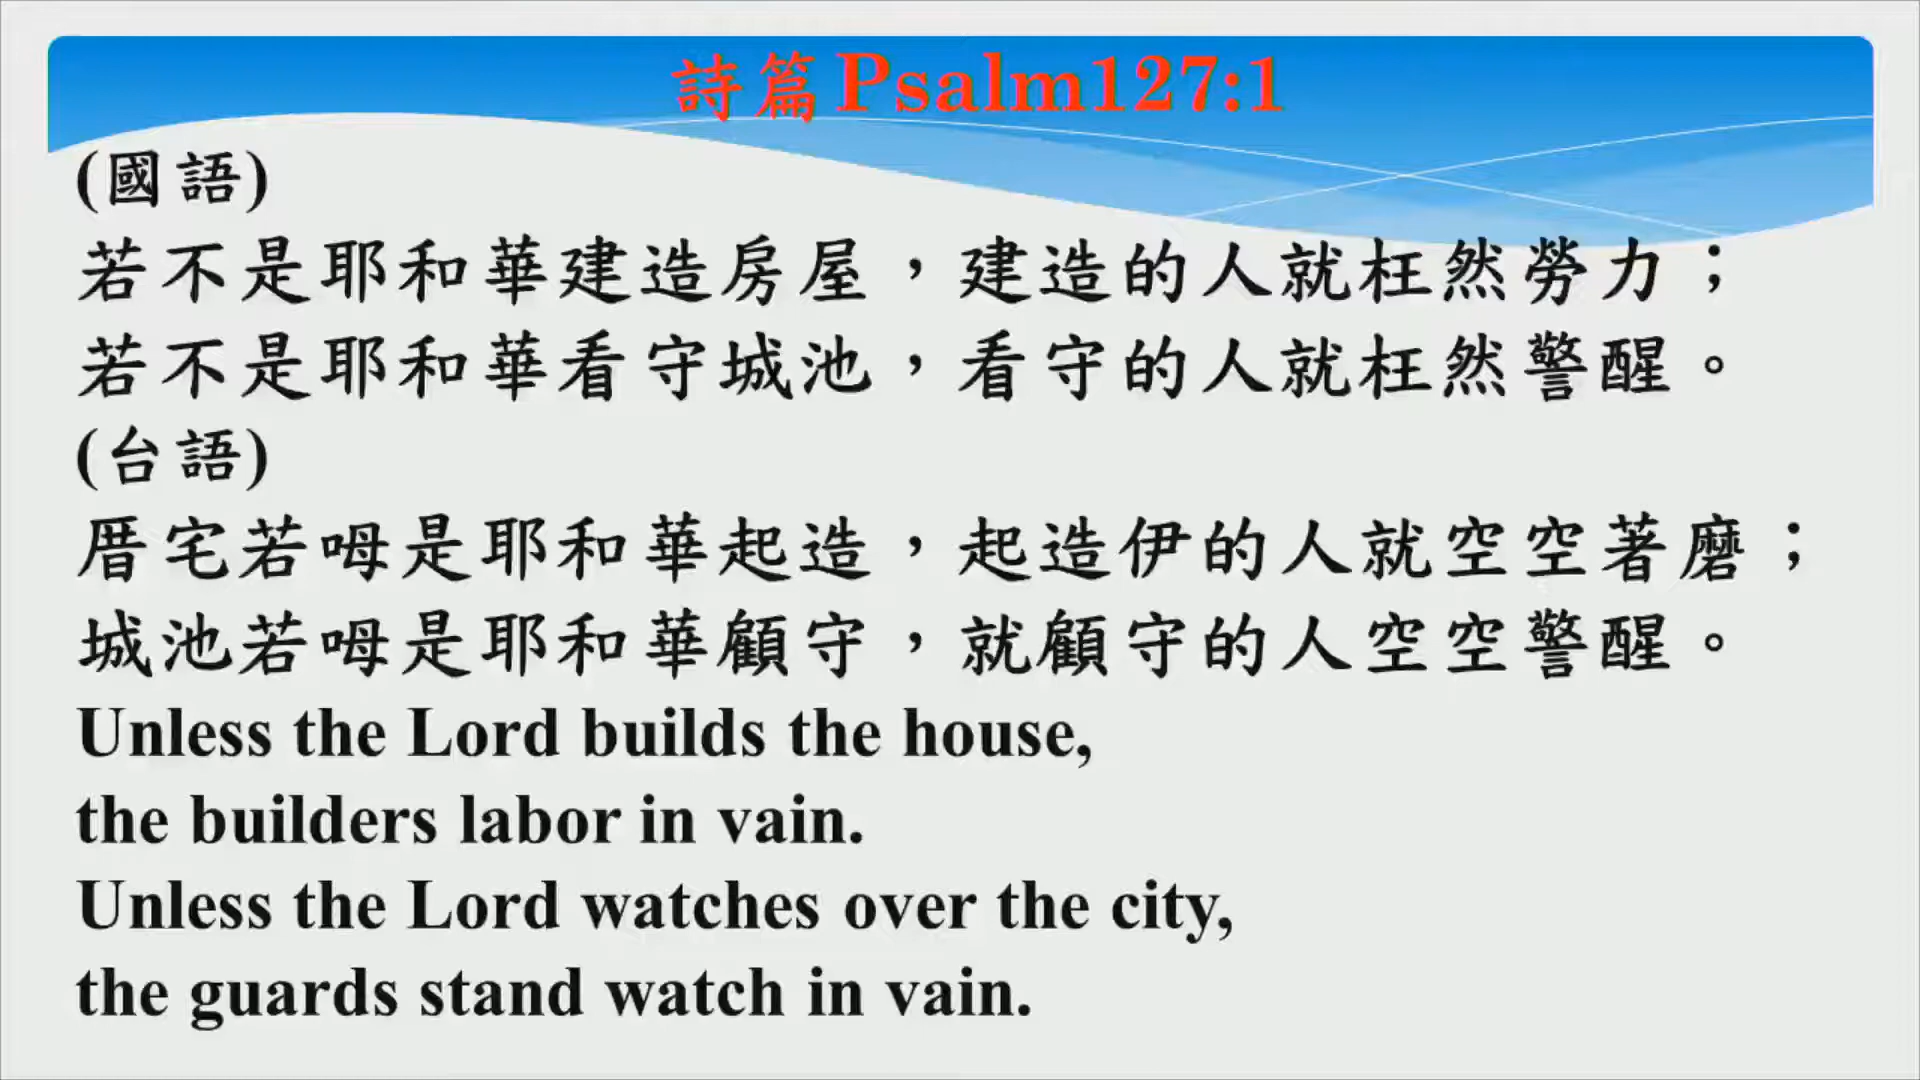 詩篇Psalm127:1
(國語)
若不是耶和華建造房屋，建造的人就枉然勞力；
若不是耶和華看守城池，看守的人就枉然警醒。
(台語)
厝宅若呣是耶和華起造，起造伊的人就空空著磨；
城池若呣是耶和華顧守，就顧守的人空空警醒。
Unless the Lord builds the house,
the builders labor in vain.
Unless the Lord watches over the city,
the guards stand watch in vain.